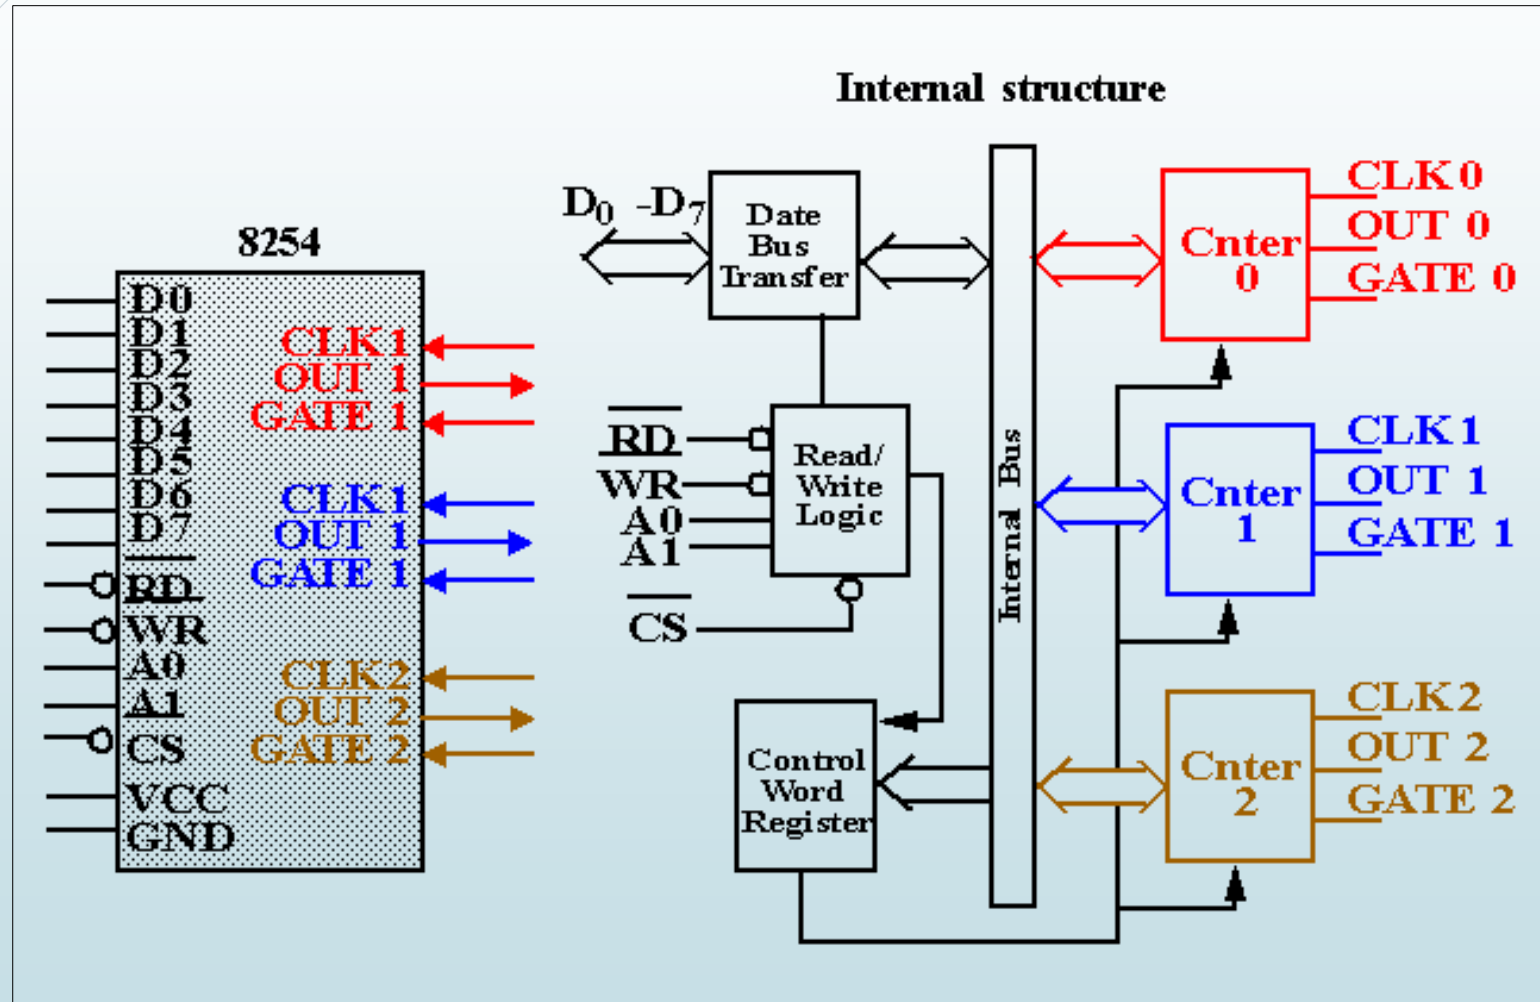 Internal structure
8254
D0
D1
D2
D3
D4
D5
D6
D7
RD
WR
A0
A1
CS
VCC
GND
CLK1
OUT 1
GATE 1
CLK1
OUT 1
GATE 1
CLK2
OUT 2
GATE 2
D0 -D7
Date
Bus
Transfer
RD
WR
A0
A1
CS
Read/
Write
Logic
Control
Word
Register
Internal Bus
Cnter
0
CLK0
OUT 0
GATE 0
Cnter
1
CLK1
OUT 1
GATE 1
Cnter
2
CLK2
OUT 2
GATE 2